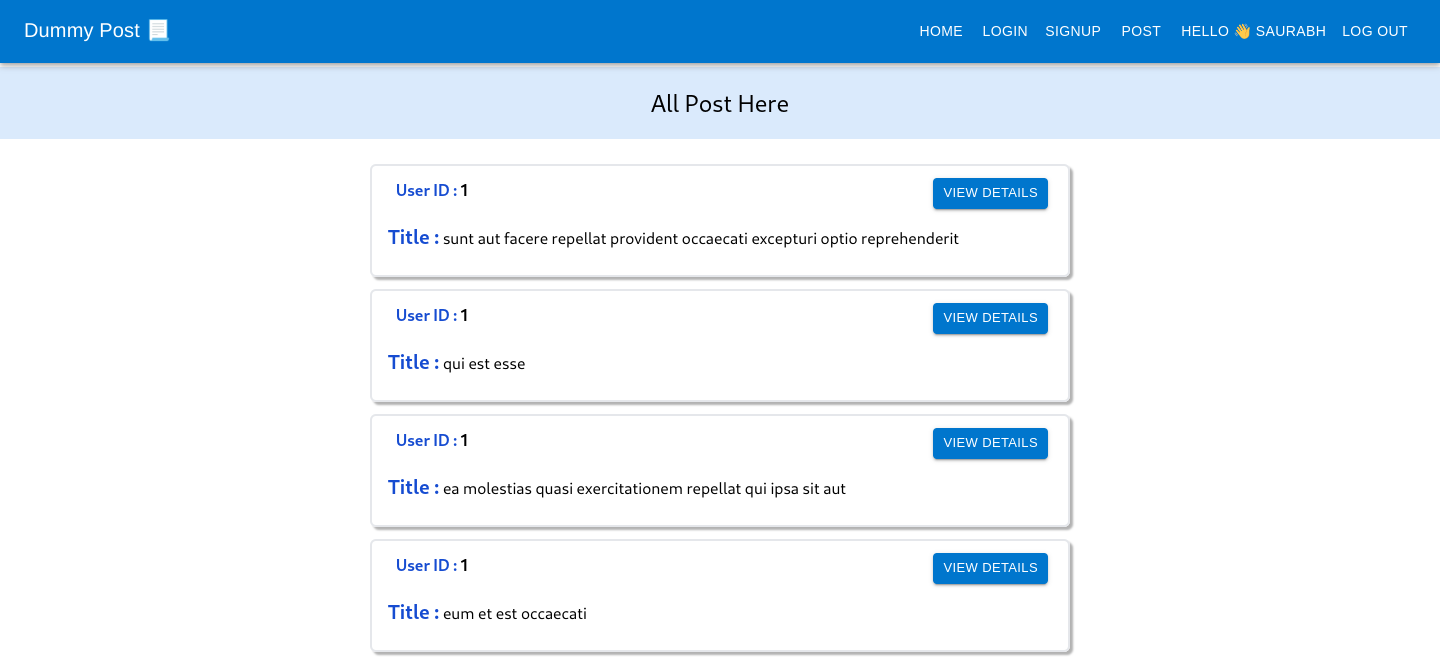 Dummy Post 📃 HOME LOGIN SIGNUP POST HELLO 👋 SAURABH LOG OUT
All Post Here
User ID : 1 VIEW DETAILS
Title : sunt aut facere repellat provident occaecati excepturi optio reprehenderit
User ID : 1 VIEW DETAILS
Title : qui est esse
User ID : 1 VIEW DETAILS
Title : ea molestias quasi exercitationem repellat qui ipsa sit aut
User ID : 1 VIEW DETAILS
Title : eum et est occaecati